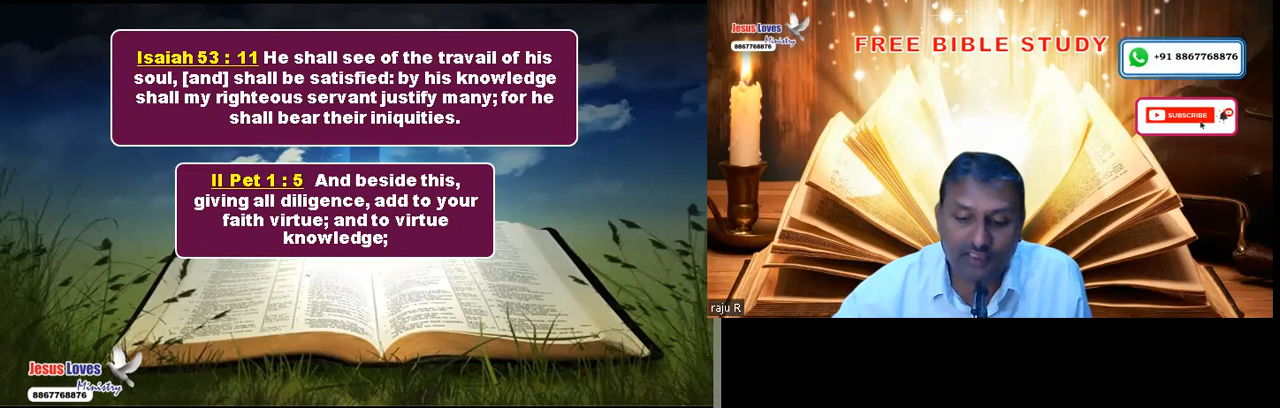 Isaiah 53 : 11 He shall see of the travail of his
soul, [and] shall be satisfied: by his knowledge
shall my righteous servant justify many; for he
shall bear their iniquities.
II Pet 1 : 5 And beside this,
giving all diligence, add to your
faith virtue; and to virtue
knowledge;
Jesus Loves
Ministry
8867768876
Jesus Loves
Ministry
8867768876
FREE BIBLE STUDY
+91 8867768876
SUBSCRIBE
raju R